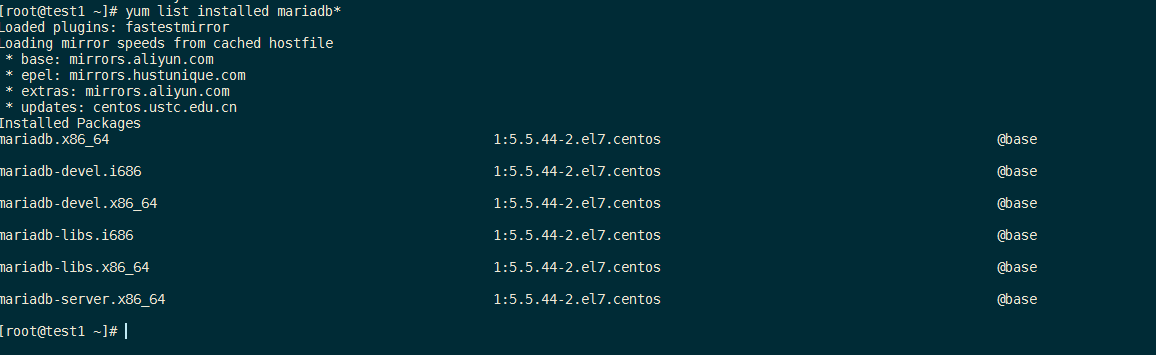 [root@test1 ~]# yum list installed mariadb*
Loaded plugins: fastestmirror
Loading mirror speeds from cached hostfile
 * base: mirrors.aliyun.com
 * epel: mirrors.hustunique.com
 * extras: mirrors.aliyun.com
 * updates: centos.ustc.edu.cn
Installed Packages
mariadb.x86_64 1:5.5.44-2.el7.centos @base
mariadb-devel.i686 1:5.5.44-2.el7.centos @base
mariadb-devel.x86_64 1:5.5.44-2.el7.centos @base
mariadb-libs.i686 1:5.5.44-2.el7.centos @base
mariadb-libs.x86_64 1:5.5.44-2.el7.centos @base
mariadb-server.x86_64 1:5.5.44-2.el7.centos @base
[root@test1 ~]#